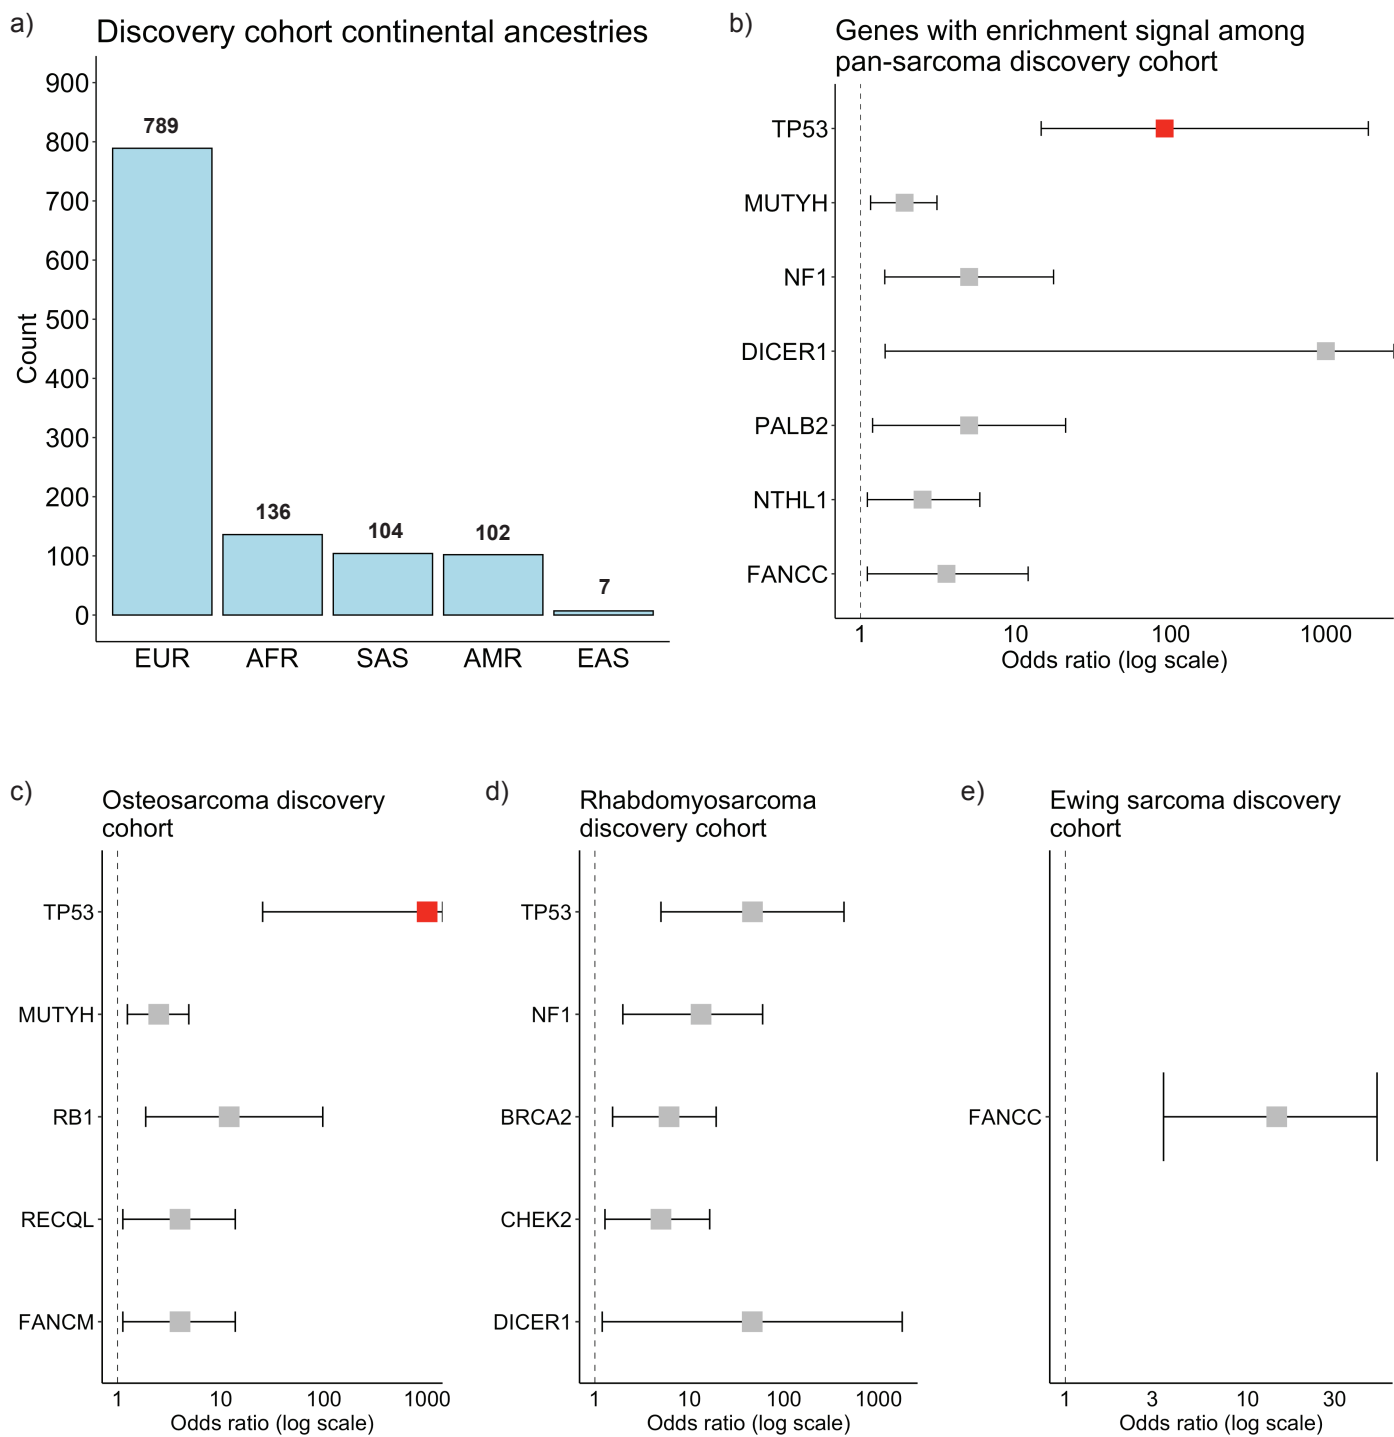 a)
Discovery cohort continental ancestries
Count
900
800
700
600
500
400
300
200
100
0
789
136
104
102
7
EUR AFR SAS AMR EAS
b)
Genes with enrichment signal among
pan-sarcoma discovery cohort
TP53
MUTYH
NF1
DICER1
PALB2
NTHL1
FANCC
1 10 100 1000
Odds ratio (log scale)
c)
Osteosarcoma discovery
cohort
TP53
MUTYH
RB1
RECQL
FANCM
1 10 100 1000
Odds ratio (log scale)
d)
Rhabdomyosarcoma
discovery cohort
TP53
NF1
BRCA2
CHEK2
DICER1
1 10 100 1000
Odds ratio (log scale)
e)
Ewing sarcoma discovery
cohort
FANCC
1 3 10 30
Odds ratio (log scale)